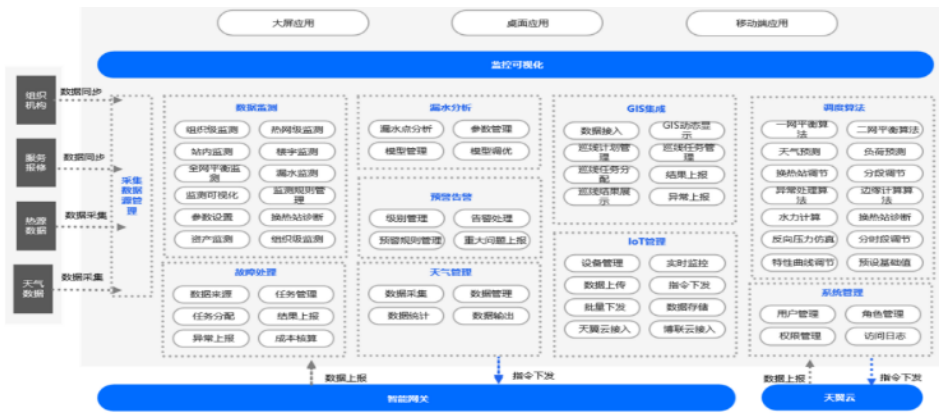 大屏应用
桌面应用
移动端应用
监控可视化
组织
机构
数据同步
服务
报修
数据同步
热源
数据
数据采集
天气
数据
数据采集
采集
数据
源管
理
数据监测
组织级监测
热网级监测
站内监测
楼宇监测
全网平衡监
测
漏水监测
监测可视化
监测规则管
理
参数设置
换热站诊断
资产监测
组织级监测
故障处理
数据来源
任务管理
任务分配
结果上报
异常上报
成本核算
漏水分析
漏水点分析
参数管理
模型管理
模型调优
预警告警
级别管理
告警处理
预警规则管理
重大问题上报
天气管理
数据采集
数据管理
数据统计
数据输出
GIS集成
数据接入
GIS动态显
示
巡线计划
管理
巡线任务管
理
巡线任务分
配
结果上报
巡线结果展
示
异常上报
IoT管理
设备管理
实时监控
数据上传
指令下发
批量下发
数据存储
天翼云接入
博联云接入
调度算法
一网平衡算
法
二网平衡算法
天气预测
负荷预测
换热站调节
分段调节
异常处理算
法
边缘计算算
法
水力计算
换热站诊断
反向压力仿真
分时段调节
特性曲线调节
预设基础值
系统管理
用户管理
角色管理
权限管理
访问日志
数据上报
指令下发
数据上报
指令下发
智能网关
天翼云